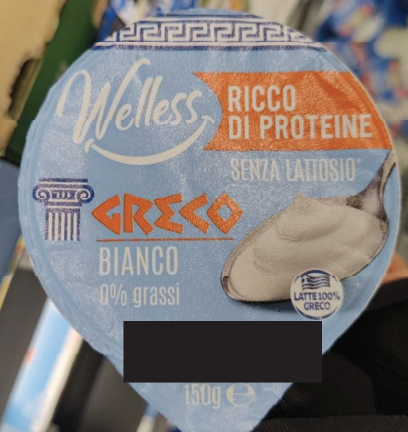 Welless
RICCO
DI PROTEINE
SENZA LATTOSIO*
GRECO
BIANCO
0% grassi
LATTE 100%
GRECO
150g e